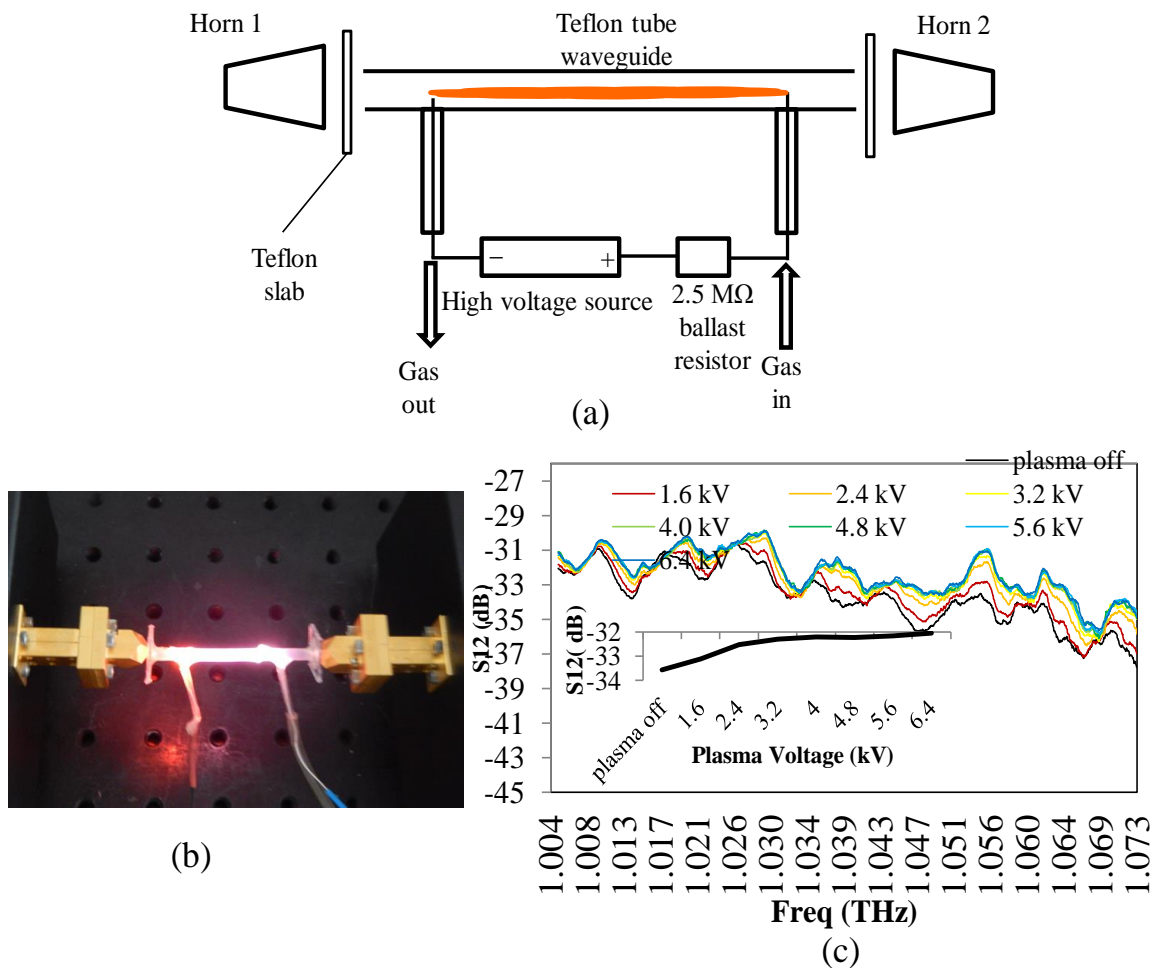 Horn 1
Teflon tube
waveguide
Horn 2
Teflon
slab
−
+
High voltage source
2.5 MΩ
ballast
resistor
Gas
out
Gas
in
(a)
(b)
plasma off
1.6 kV
2.4 kV
3.2 kV
4.0 kV
4.8 kV
5.6 kV
6.4 kV
S12 (dB)
-27
-29
-31
-33
-35
-37
-39
-41
-43
-45
S12( dB)
-32
-33
-34
plasma off
1.6
2.4
3.2
4
4.8
5.6
6.4
Plasma Voltage (kV)
1.004
1.008
1.013
1.017
1.021
1.026
1.030
1.034
1.039
1.043
1.047
1.051
1.056
1.060
1.064
1.069
1.073
Freq (THz)
(c)